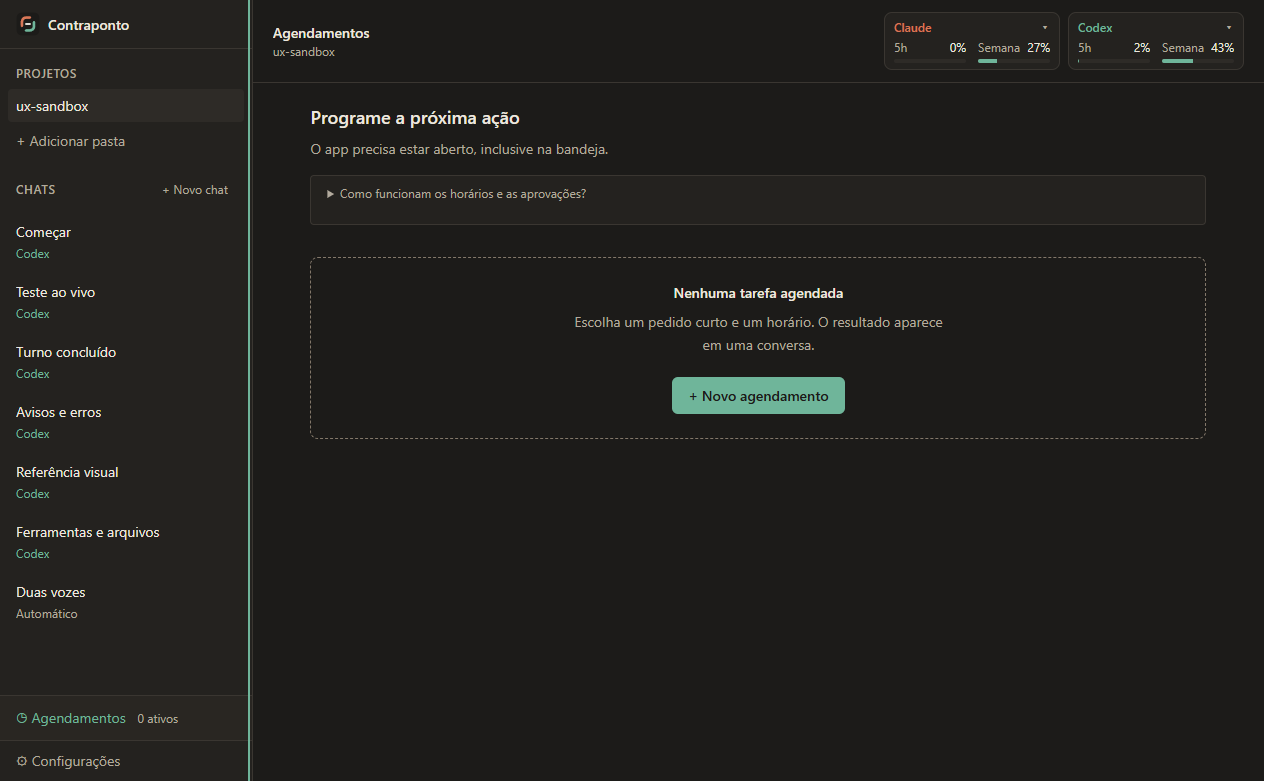 Contraponto
PROJETOS
ux-sandbox
+ Adicionar pasta
CHATS
+ Novo chat
Começar
Codex
Teste ao vivo
Codex
Turno concluído
Codex
Avisos e erros
Codex
Referência visual
Codex
Ferramentas e arquivos
Codex
Duas vozes
Automático
Agendamentos 0 ativos
Configurações
Agendamentos
ux-sandbox
Claude
5h 0% Semana 27%
Codex
5h 2% Semana 43%
Programe a próxima ação
O app precisa estar aberto, inclusive na bandeja.
Como funcionam os horários e as aprovações?
Nenhuma tarefa agendada
Escolha um pedido curto e um horário. O resultado aparece
em uma conversa.
+ Novo agendamento